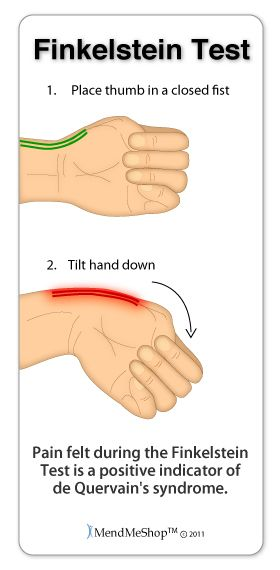 Finkelstein Test
1. Place thumb in a closed fist
2. Tilt hand down
Pain felt during the Finkelstein
Test is a positive indicator of
de Quervain's syndrome.
MendMeShop™ © 2011